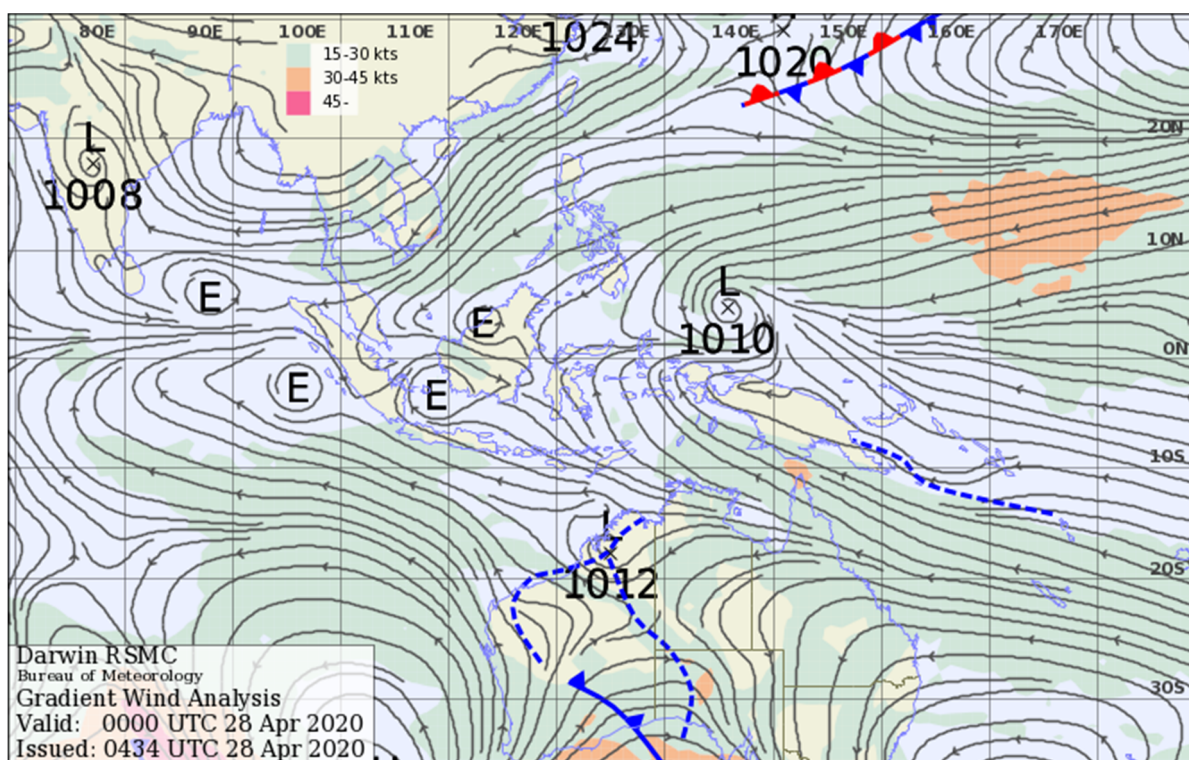 80E 90E 100E 110E 120E 140E 150E 160E 170E
1024
1020
15-30 kts
30-45 kts
45-
20N
L
1008
10N
E
L
1010
E
0N
E
E
10S
L
1012
20S
30S
Darwin RSMC
Bureau of Meteorology
Gradient Wind Analysis
Valid: 0000 UTC 28 Apr 2020
Issued: 0434 UTC 28 Apr 2020